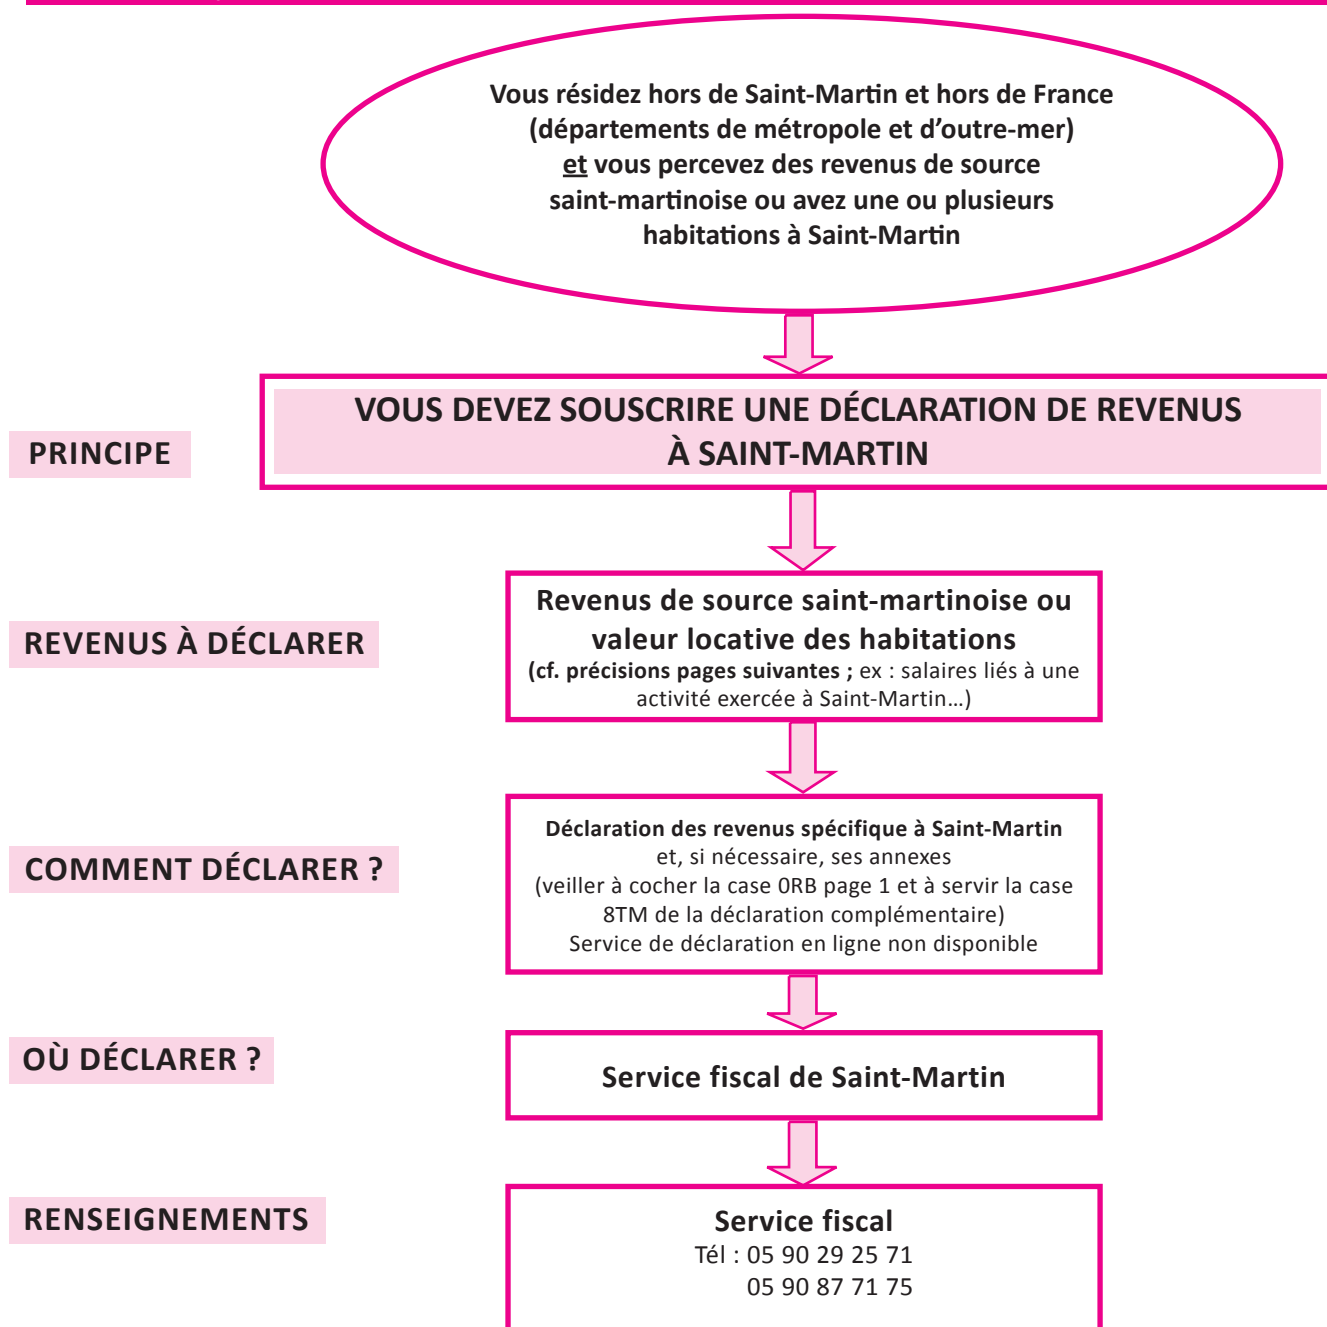 Vous résidez hors de Saint-Martin et hors de France
(départements de métropole et d'outre-mer)
et vous percevez des revenus de source
saint-martinoise ou avez une ou plusieurs
habitations à Saint-Martin
PRINCIPE
VOUS DEVEZ SOUSCRIRE UNE DÉCLARATION DE REVENUS
À SAINT-MARTIN
REVENUS À DÉCLARER
Revenus de source saint-martinoise ou
valeur locative des habitations
(cf. précisions pages suivantes ; ex : salaires liés à une
activité exercée à Saint-Martin…)
COMMENT DÉCLARER ?
Déclaration des revenus spécifique à Saint-Martin
et, si nécessaire, ses annexes
(veiller à cocher la case 0RB page 1 et à servir la case
8TM de la déclaration complémentaire)
Service de déclaration en ligne non disponible
OÙ DÉCLARER ?
Service fiscal de Saint-Martin
RENSEIGNEMENTS
Service fiscal
Tél : 05 90 29 25 71
05 90 87 71 75